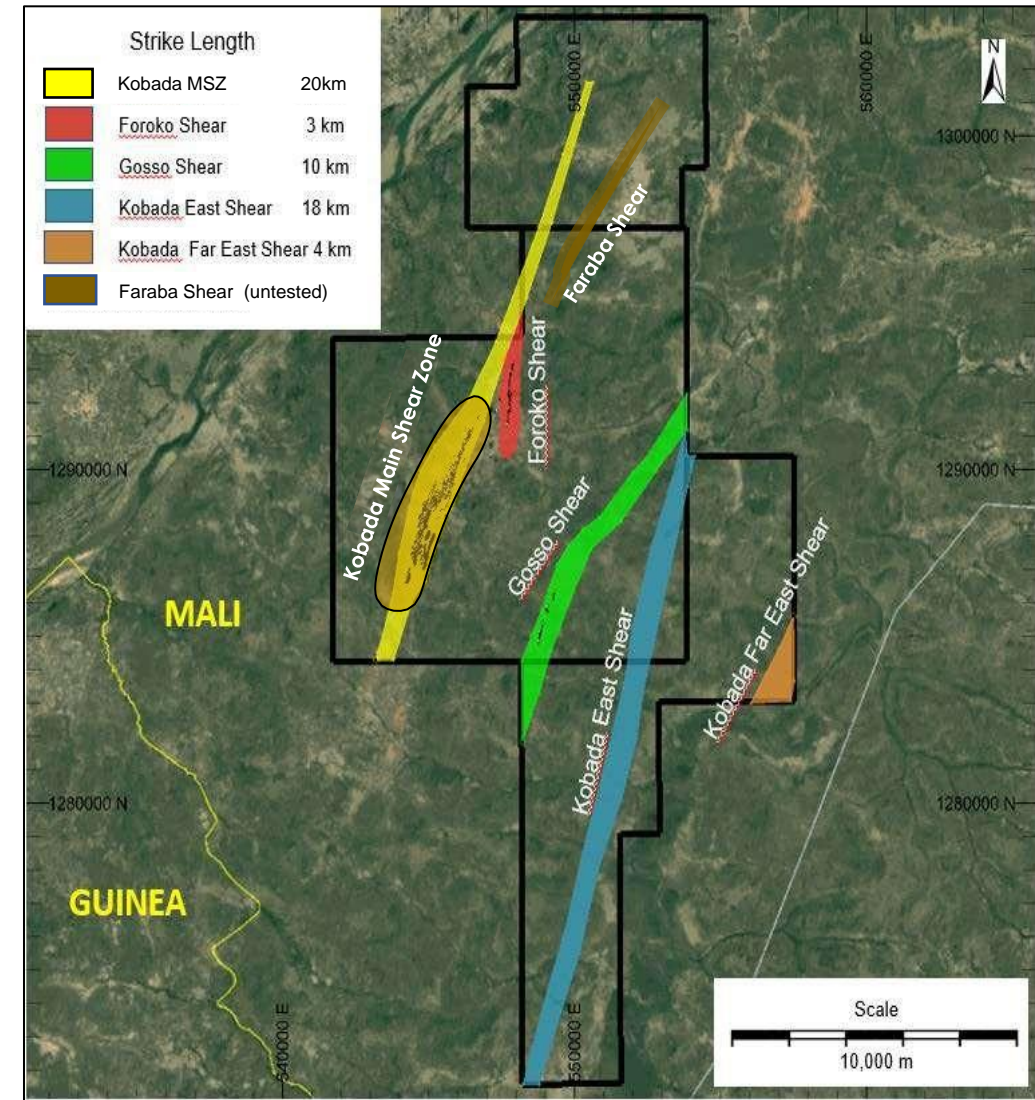 Strike Length
Kobada MSZ 20km
Foroko Shear 3 km
Gosso Shear 10 km
Kobada East Shear 18 km
Kobada Far East Shear 4 km
Faraba Shear (untested)
550000 E
560000 E
N
1300000 N
1300000 N
Faraba Shear
Kobada Main Shear Zone
Foroko Shear
1290000 N
1290000 N
Gosso Shear
Kobada East Shear
Kobada Far East Shear
MALI
1280000 N
1280000 N
GUINEA
540000 E
550000 E
Scale
10,000 m